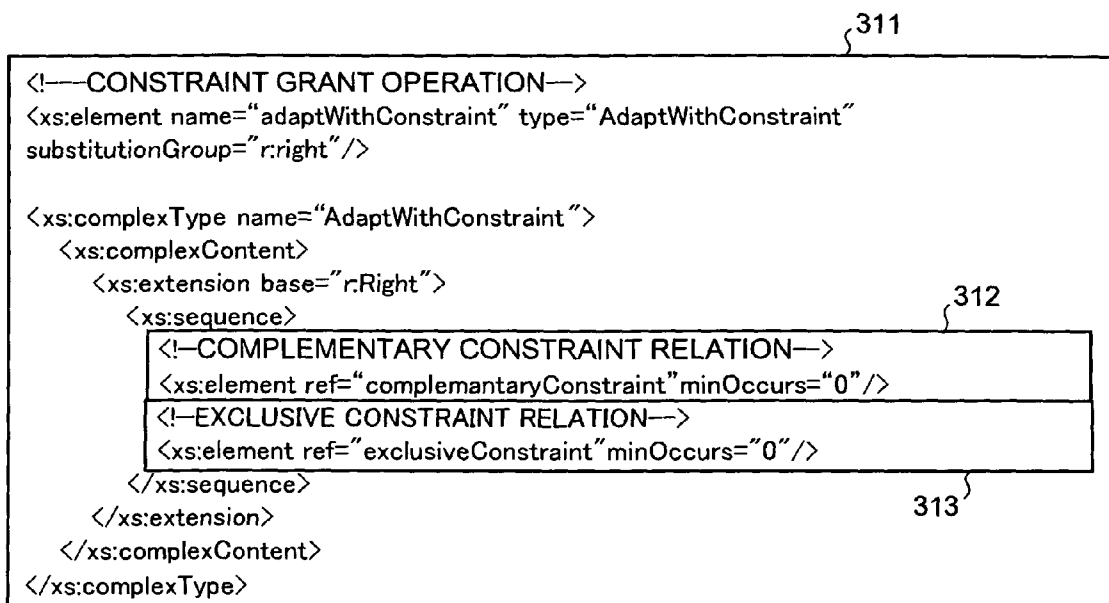 311
<!—-CONSTRAINT GRANT OPERATION-->
<xs:element name="adaptWithConstraint" type="AdaptWithConstraint"
substitutionGroup="r:right"/>
<xs:complexType name="AdaptWithConstraint">
<xs:complexContent>
<xs:extension base="r:Right">
312
<xs:sequence>
<!—COMPLEMENTARY CONSTRAINT RELATION-->
<xs:element ref="complemantaryConstraint"minOccurs="0"/>
<!—EXCLUSIVE CONSTRAINT RELATION-->
<xs:element ref="exclusiveConstraint"minOccurs="0"/>
</xs:sequence>
313
</xs:extension>
</xs:complexContent>
</xs:complexType>